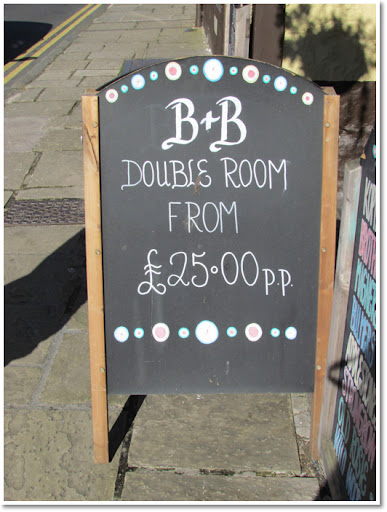 B+B
DOUBLE ROOM
FROM
£25.00 p.p.